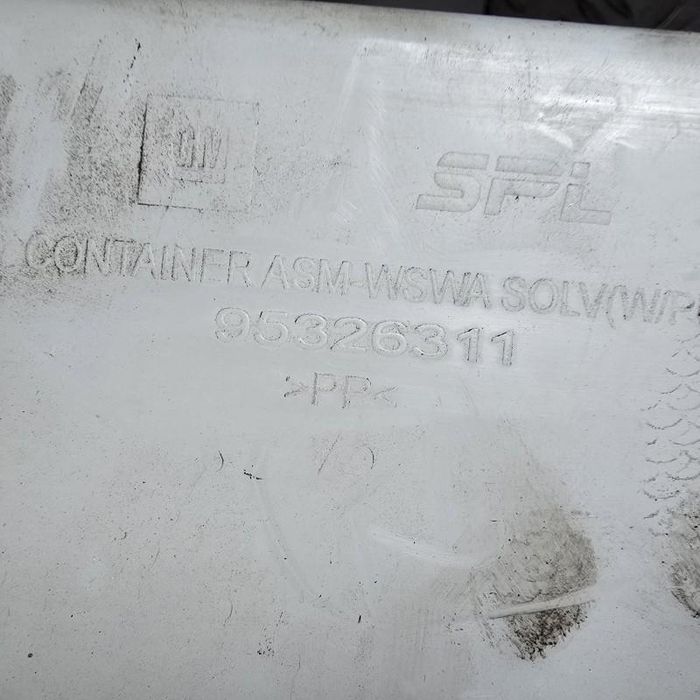 GM
SPL
CONTAINER ASM-WSWA SOLV(W/P
95326311
>PP<